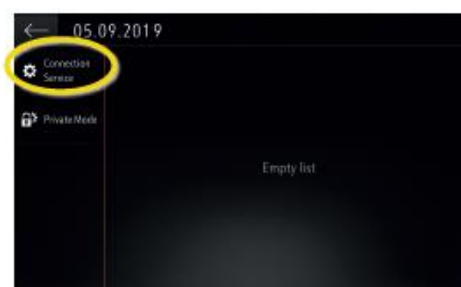 05.09.2019
Connection
Service
Private Mode
Empty list